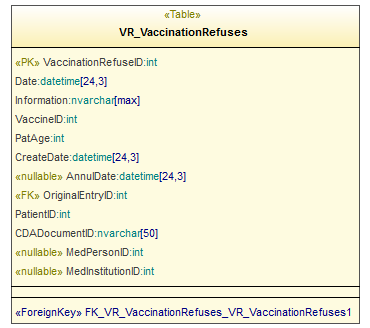 «Table»
VR_VaccinationRefuses
«PK» VaccinationRefuseID:int
Date:datetime[24,3]
Information:nvarchar[max]
VaccineID:int
PatAge:int
CreateDate:datetime[24,3]
«nullable» AnnulDate:datetime[24,3]
«FK» OriginalEntryID:int
PatientID:int
CDADocumentID:nvarchar[50]
«nullable» MedPersonID:int
«nullable» MedInstitutionID:int
«ForeignKey» FK_VR_VaccinationRefuses_VR_VaccinationRefuses1